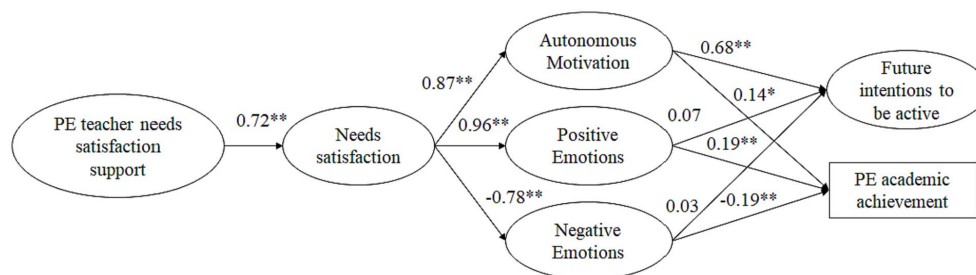 PE teacher needs
satisfaction
support
0.72**
Needs
satisfaction
0.87**
0.96**
-0.78**
Autonomous
Motivation
Positive
Emotions
Negative
Emotions
0.68**
0.14*
0.07
0.19**
0.03
-0.19**
Future
intentions to
be active
PE academic
achievement